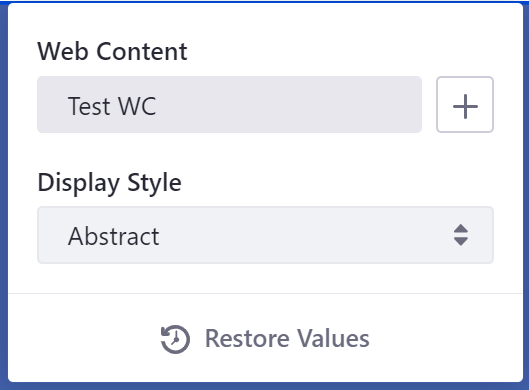 Web Content
Test WC
Display Style
Abstract
Restore Values